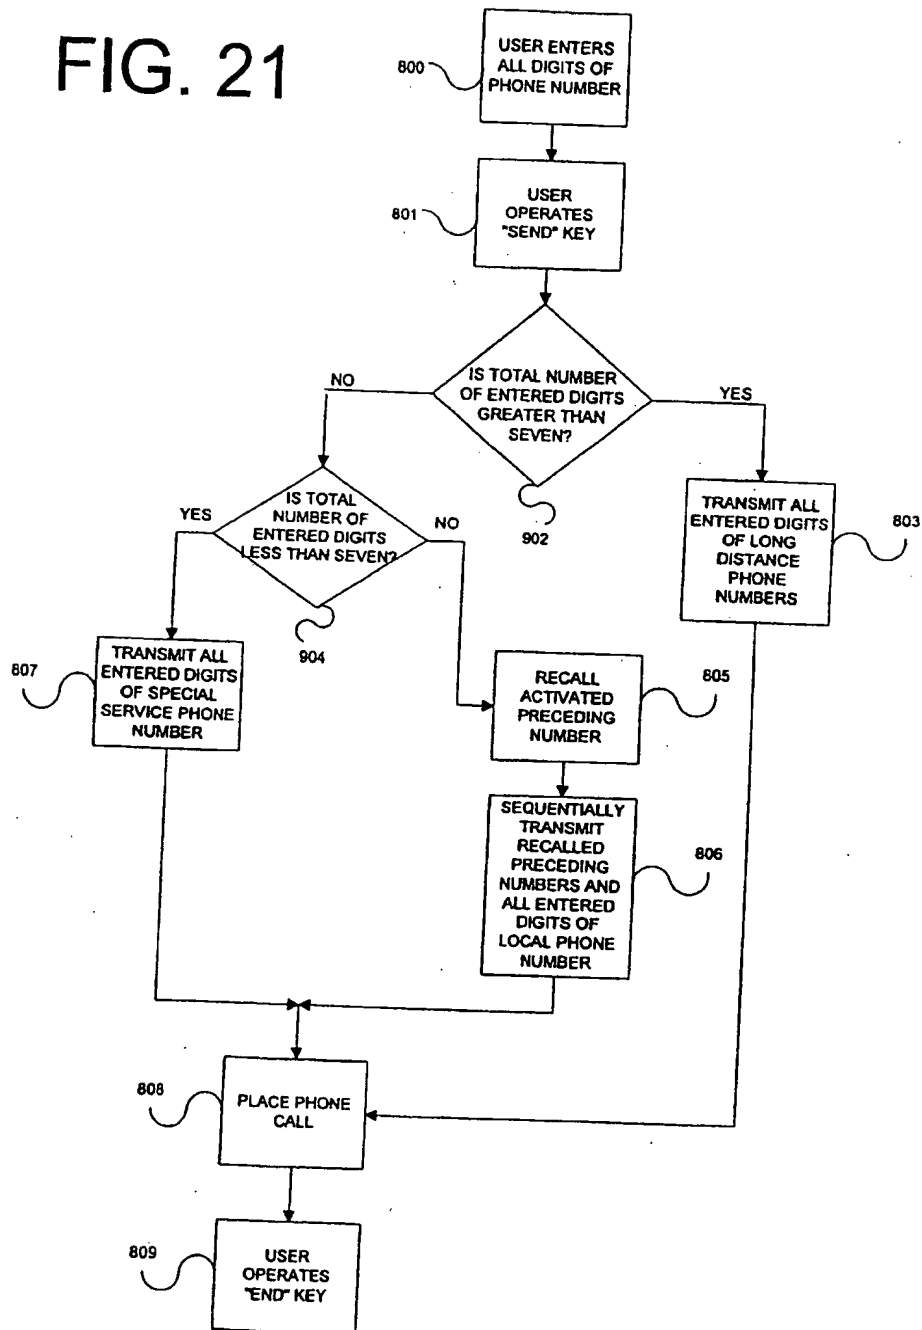 FIG. 21
800
USER ENTERS
ALL DIGITS OF
PHONE NUMBER
801
USER
OPERATES
"SEND" KEY
IS TOTAL NUMBER
OF ENTERED DIGITS
GREATER THAN
SEVEN?
NO
YES
902
IS TOTAL
NUMBER OF
ENTERED DIGITS
LESS THAN SEVEN?
YES
NO
904
TRANSMIT ALL
ENTERED DIGITS
OF LONG
DISTANCE
PHONE
NUMBERS
803
807
TRANSMIT ALL
ENTERED DIGITS
OF SPECIAL
SERVICE PHONE
NUMBER
RECALL
ACTIVATED
PRECEDING
NUMBER
805
SEQUENTIALLY
TRANSMIT
RECALLED
PRECEDING
NUMBERS AND
ALL ENTERED
DIGITS OF
LOCAL PHONE
NUMBER
806
808
PLACE PHONE
CALL
809
USER
OPERATES
"END" KEY